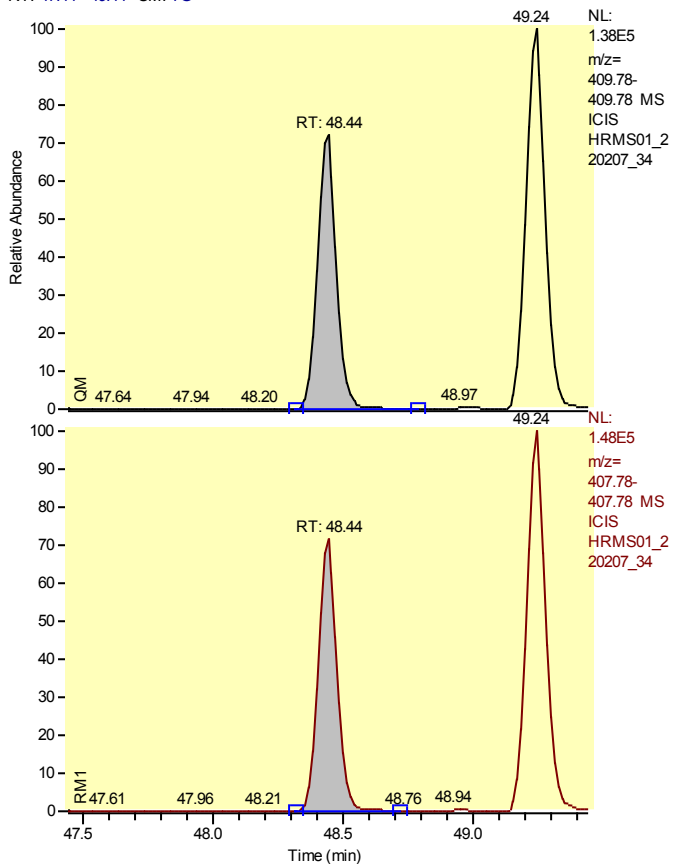 49.24
NL:
1.38E5
m/z=
409.78-
409.78 MS
ICIS
HRMS01_2
20207_34
RT: 48.44
100
90
80
70
60
50
40
30
20
10
0
Relative Abundance
QM
47.64 47.94 48.20 48.97
49.24
NL:
1.48E5
m/z=
407.78-
407.78 MS
ICIS
HRMS01_2
20207_34
RT: 48.44
100
90
80
70
60
50
40
30
20
10
0
RM1
47.61 47.96 48.21 48.76 48.94
47.5 48.0 48.5 49.0
Time (min)